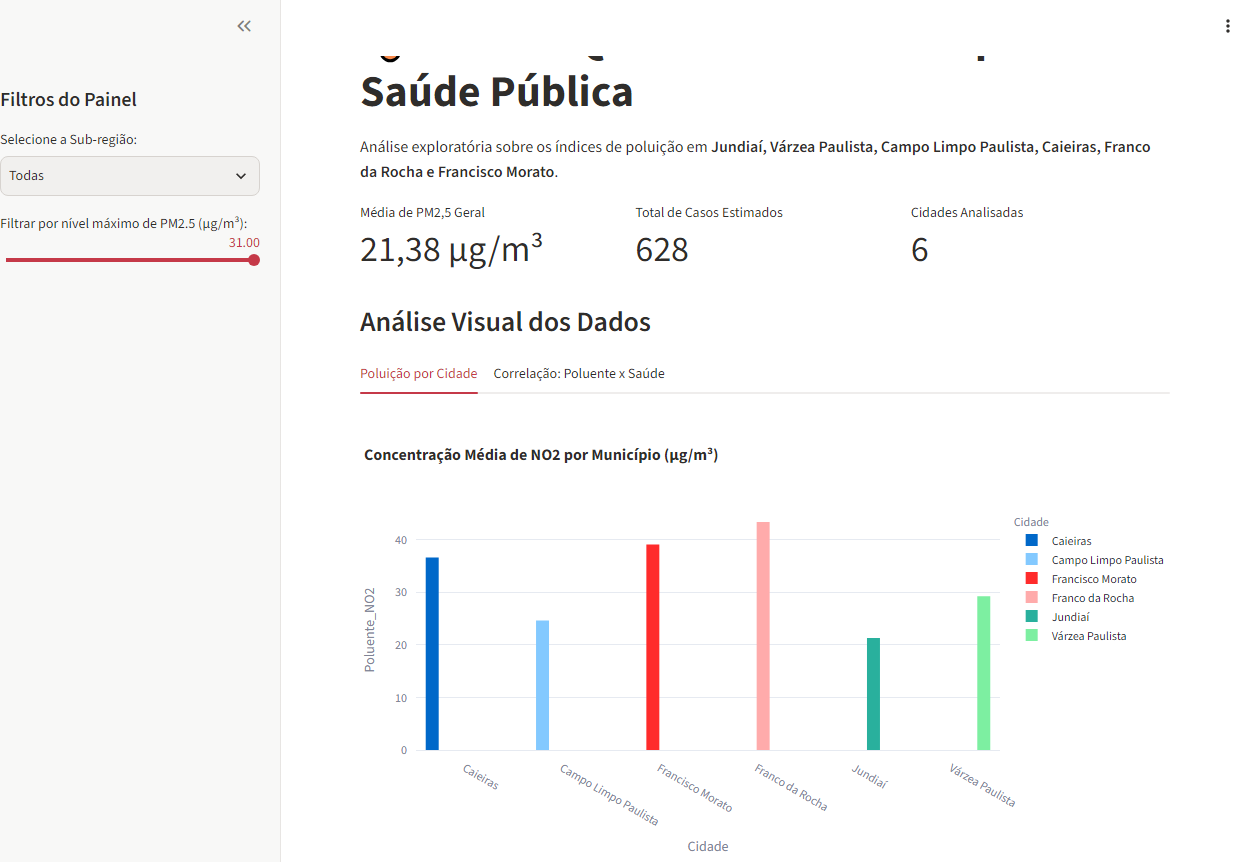 Filtros do Painel
Selecione a Sub-região:
Todas
Filtrar por nível máximo de PM2.5 (µg/m³):
31.00
Saúde Pública
Análise exploratória sobre os índices de poluição em Jundiaí, Várzea Paulista, Campo Limpo Paulista, Caieiras, Franco
da Rocha e Francisco Morato.
Média de PM2,5 Geral
21,38 µg/m³
Total de Casos Estimados
628
Cidades Analisadas
6
Análise Visual dos Dados
Poluição por Cidade
Correlação: Poluente x Saúde
Concentração Média de NO2 por Município (µg/m³)
Poluente_NO2
40
30
20
10
0
Caieiras
Campo Limpo Paulista
Francisco Morato
Franco da Rocha
Jundiaí
Várzea Paulista
Cidade
Cidade
Caieiras
Campo Limpo Paulista
Francisco Morato
Franco da Rocha
Jundiaí
Várzea Paulista